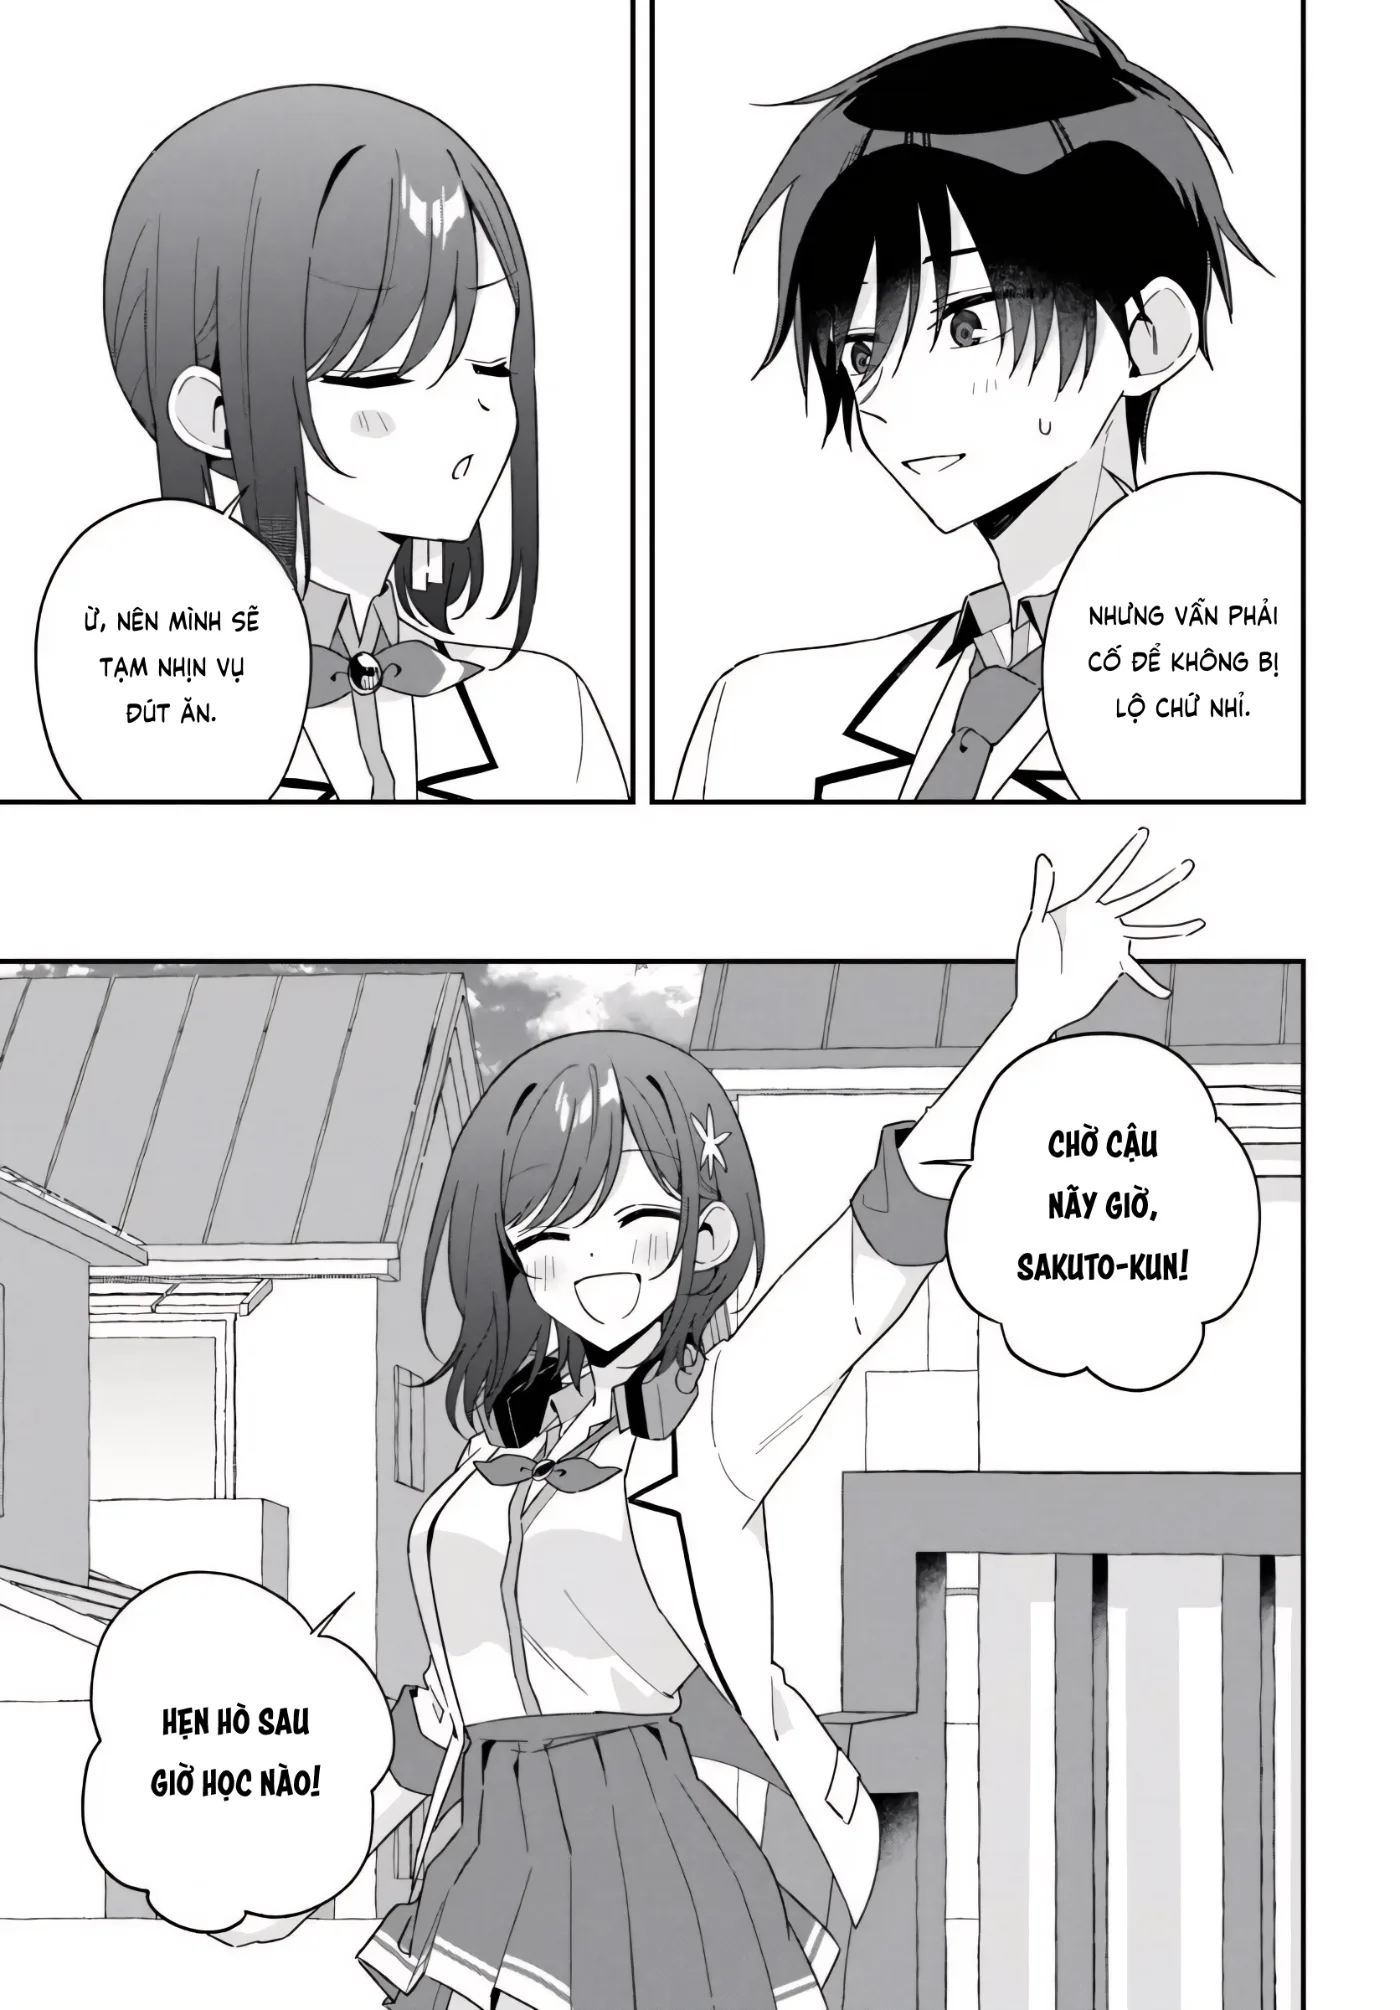 NHƯNG VẪN PHẢI
CỐ ĐỂ KHÔNG BỊ
LỘ CHỨ NHỈ.
Ừ, NÊN MÌNH SẼ
TẠM NHỊN VỤ
ĐÚT ĂN.
CHỜ CẬU
NÃY GIỜ,
SAKUTO-KUN!
HẸN HÒ SAU
GIỜ HỌC NÀO!